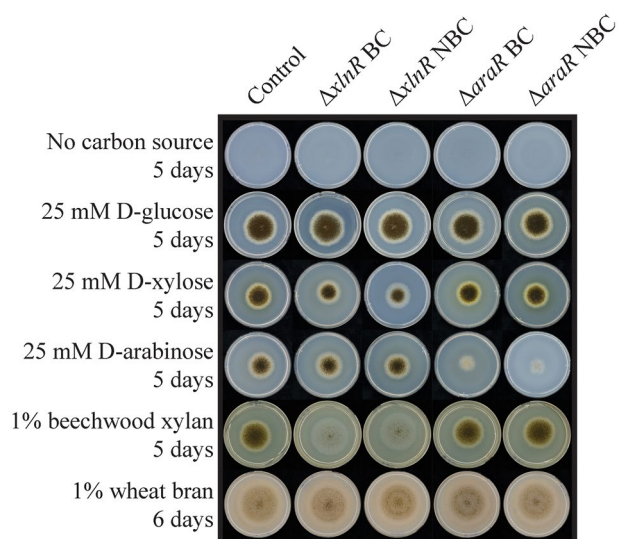 Control
ΔxlnR BC
ΔxlnR NBC
ΔaraR BC
ΔaraR NBC
No carbon source
5 days
25 mM D-glucose
5 days
25 mM D-xylose
5 days
25 mM D-arabinose
5 days
1% beechwood xylan
5 days
1% wheat bran
6 days